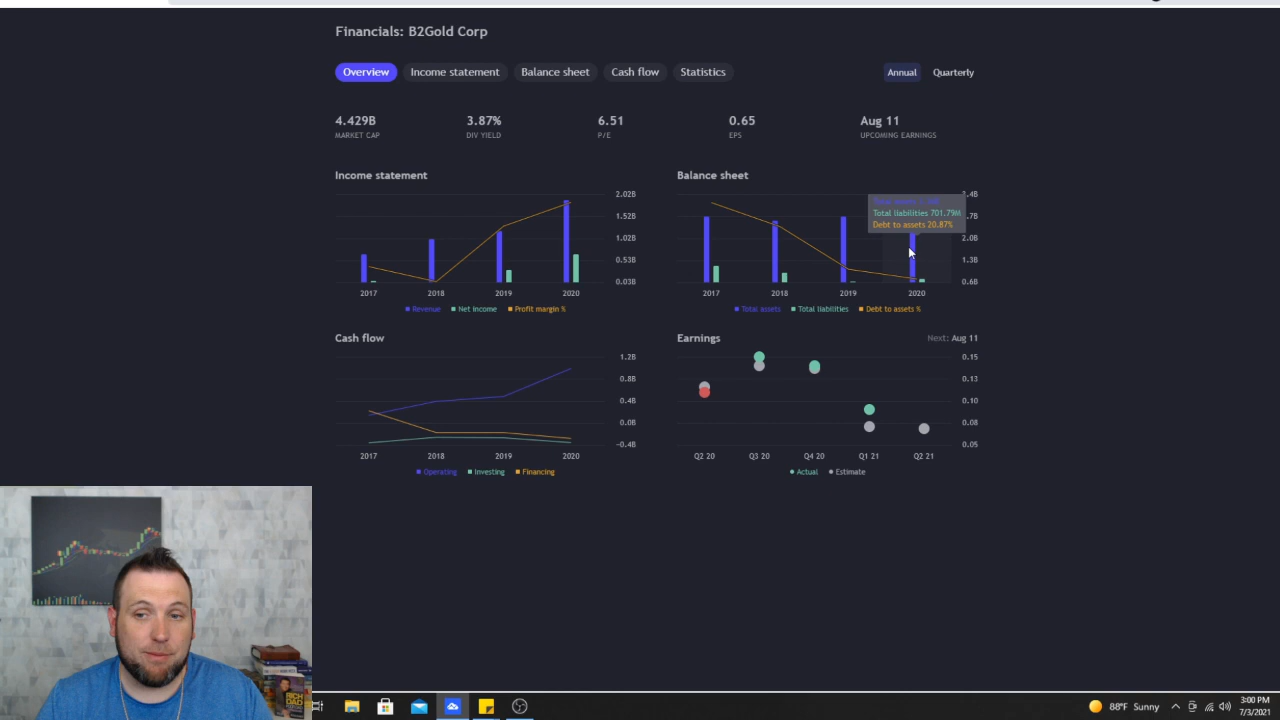 Financials: B2Gold Corp
Overview Income statement Balance sheet Cash flow Statistics Annual Quarterly
4.429B 3.87% 6.51 0.65 Aug 11
MARKET CAP DIV YIELD P/E EPS UPCOMING EARNINGS
Income statement
2.02B
1.52B
1.02B
0.53B
0.03B
2017 2018 2019 2020
Revenue Net income Profit margin %
Balance sheet
Total liabilities 701.79M
Debt to assets 20.87%
.4B
.7B
2.0B
1.3B
0.6B
2017 2018 2019 2020
Total assets Total liabilities Debt to assets %
Cash flow
1.2B
0.8B
0.4B
0.0B
−0.4B
2017 2018 2019 2020
Operating Investing Financing
Earnings Next: Aug 11
0.15
0.13
0.10
0.08
0.05
Q2 20 Q3 20 Q4 20 Q1 21 Q2 21
Actual Estimate
RICH
DAD
88°F Sunny
3:00 PM
7/3/2021